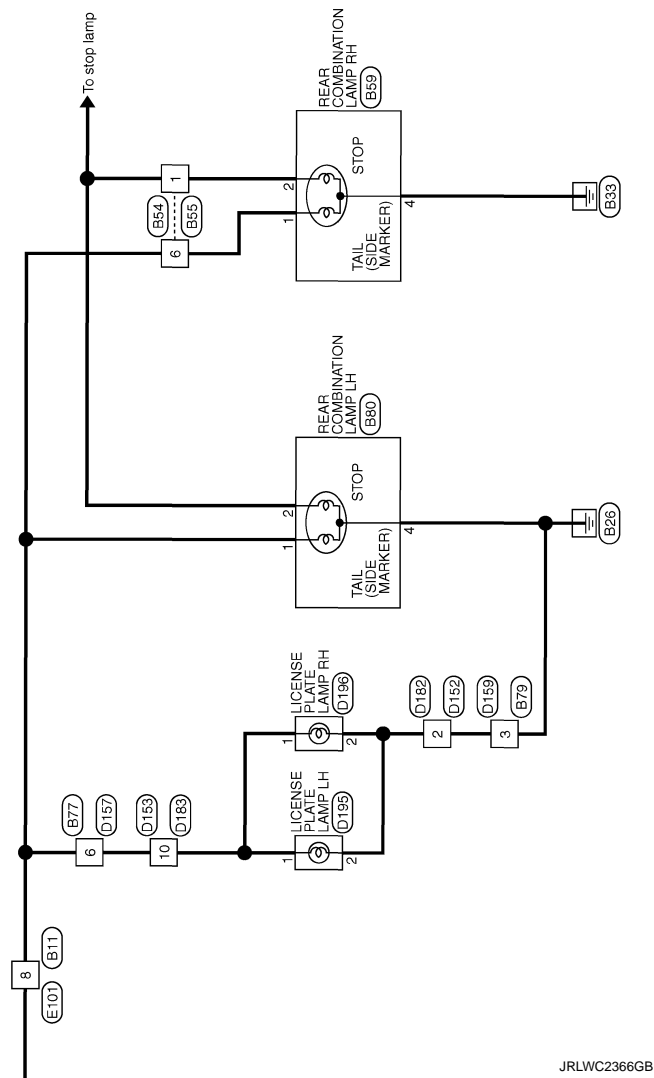 To stop lamp
REAR
COMBINATION
LAMP RH
B59
STOP
TAIL
(SIDE
MARKER)
1
2
4
B33
1
6
B54
B55
REAR
COMBINATION
LAMP LH
B80
STOP
TAIL
(SIDE
MARKER)
1
2
4
B26
LICENSE
PLATE
LAMP RH
D196
1
2
LICENSE
PLATE
LAMP LH
D195
1
2
2
D182
D152
3
D159
B79
6
B77
D157
10
D153
D183
8
E101
B11
JRLWC2366GB